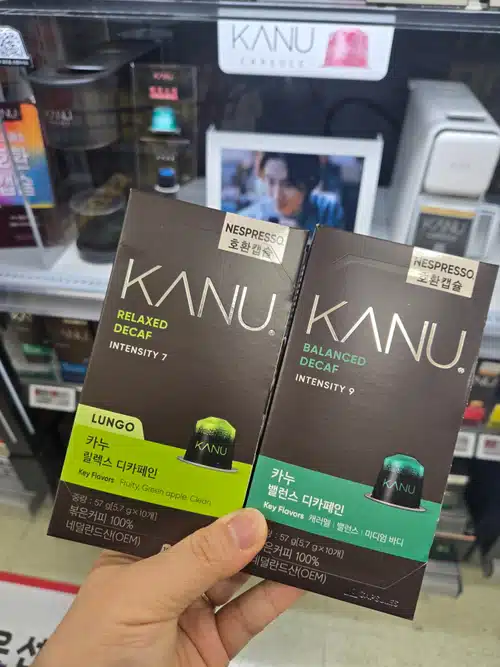 KANU
CAPSULE
KANU
NESPRESSO
호환캡슐
KANU
RELAXED
DECAF
INTENSITY 7
LUNGO
카누
릴렉스 디카페인
Key Flavors Fruity, Green apple, Clean
KANU
중량 : 57 g(5.7 g×10개)
볶은커피 100%
네덜란드산(OEM)
NESPRESSO
호환캡슐
KANU
BALANCED
DECAF
INTENSITY 9
카누
밸런스 디카페인
Key Flavors 캐러멜 | 밸런스 | 미디엄 바디
KANU
중량 : 57 g(5.7 g×10개)
볶은커피 100%
네덜란드산(OEM)
CAPSULES